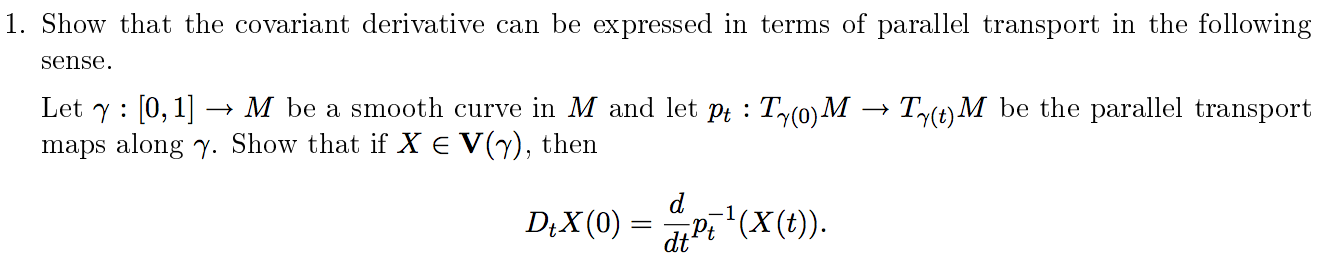 1. Show that the covariant derivative can be expressed in terms of parallel transport in the following
sense.
Let γ : [0, 1] → M be a smooth curve in M and let p_t : T_{γ(0)}M → T_{γ(t)}M be the parallel transport
maps along γ. Show that if X ∈ V(γ), then
D_tX(0) = \frac{d}{dt}p_t^{-1}(X(t)).